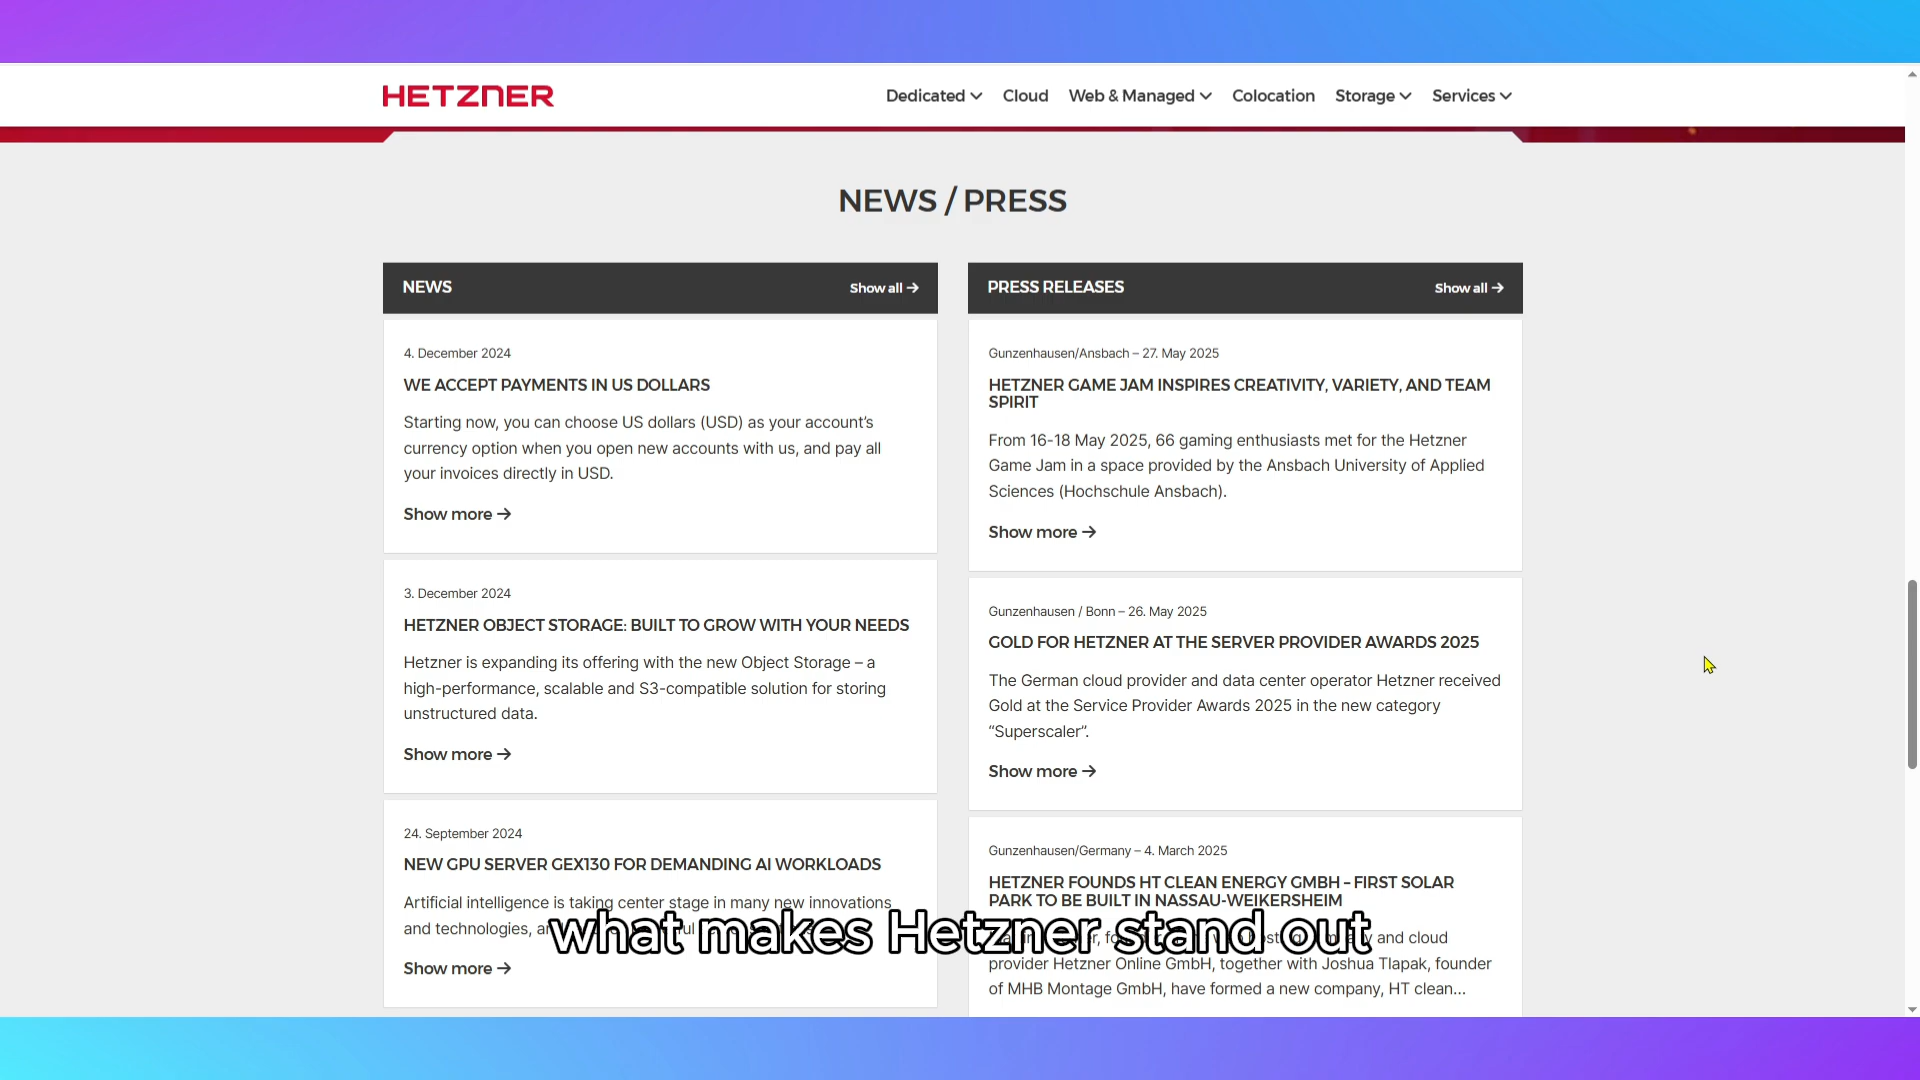 HETZNER
Dedicated Cloud Web & Managed Colocation Storage Services
NEWS / PRESS
NEWS Show all →
4. December 2024
WE ACCEPT PAYMENTS IN US DOLLARS
Starting now, you can choose US dollars (USD) as your account’s
currency option when you open new accounts with us, and pay all
your invoices directly in USD.
Show more →
3. December 2024
HETZNER OBJECT STORAGE: BUILT TO GROW WITH YOUR NEEDS
Hetzner is expanding its offering with the new Object Storage – a
high-performance, scalable and S3-compatible solution for storing
unstructured data.
Show more →
24. September 2024
NEW GPU SERVER GEX130 FOR DEMANDING AI WORKLOADS
Artificial intelligence is taking center stage in many new innovations
and technologies,
Show more →
PRESS RELEASES Show all →
Gunzenhausen/Ansbach – 27. May 2025
HETZNER GAME JAM INSPIRES CREATIVITY, VARIETY, AND TEAM
SPIRIT
From 16-18 May 2025, 66 gaming enthusiasts met for the Hetzner
Game Jam in a space provided by the Ansbach University of Applied
Sciences (Hochschule Ansbach).
Show more →
Gunzenhausen / Bonn – 26. May 2025
GOLD FOR HETZNER AT THE SERVER PROVIDER AWARDS 2025
The German cloud provider and data center operator Hetzner received
Gold at the Service Provider Awards 2025 in the new category
“Superscaler”.
Show more →
Gunzenhausen/Germany – 4. March 2025
HETZNER FOUNDS HT CLEAN ENERGY GMBH – FIRST SOLAR
PARK TO BE BUILT IN NASSAU-WEIKERSHEIM
and cloud
provider Hetzner Online GmbH, together with Joshua Tlapak, founder
of MHB Montage GmbH, have formed a new company, HT clean...
what makes Hetzner stand out